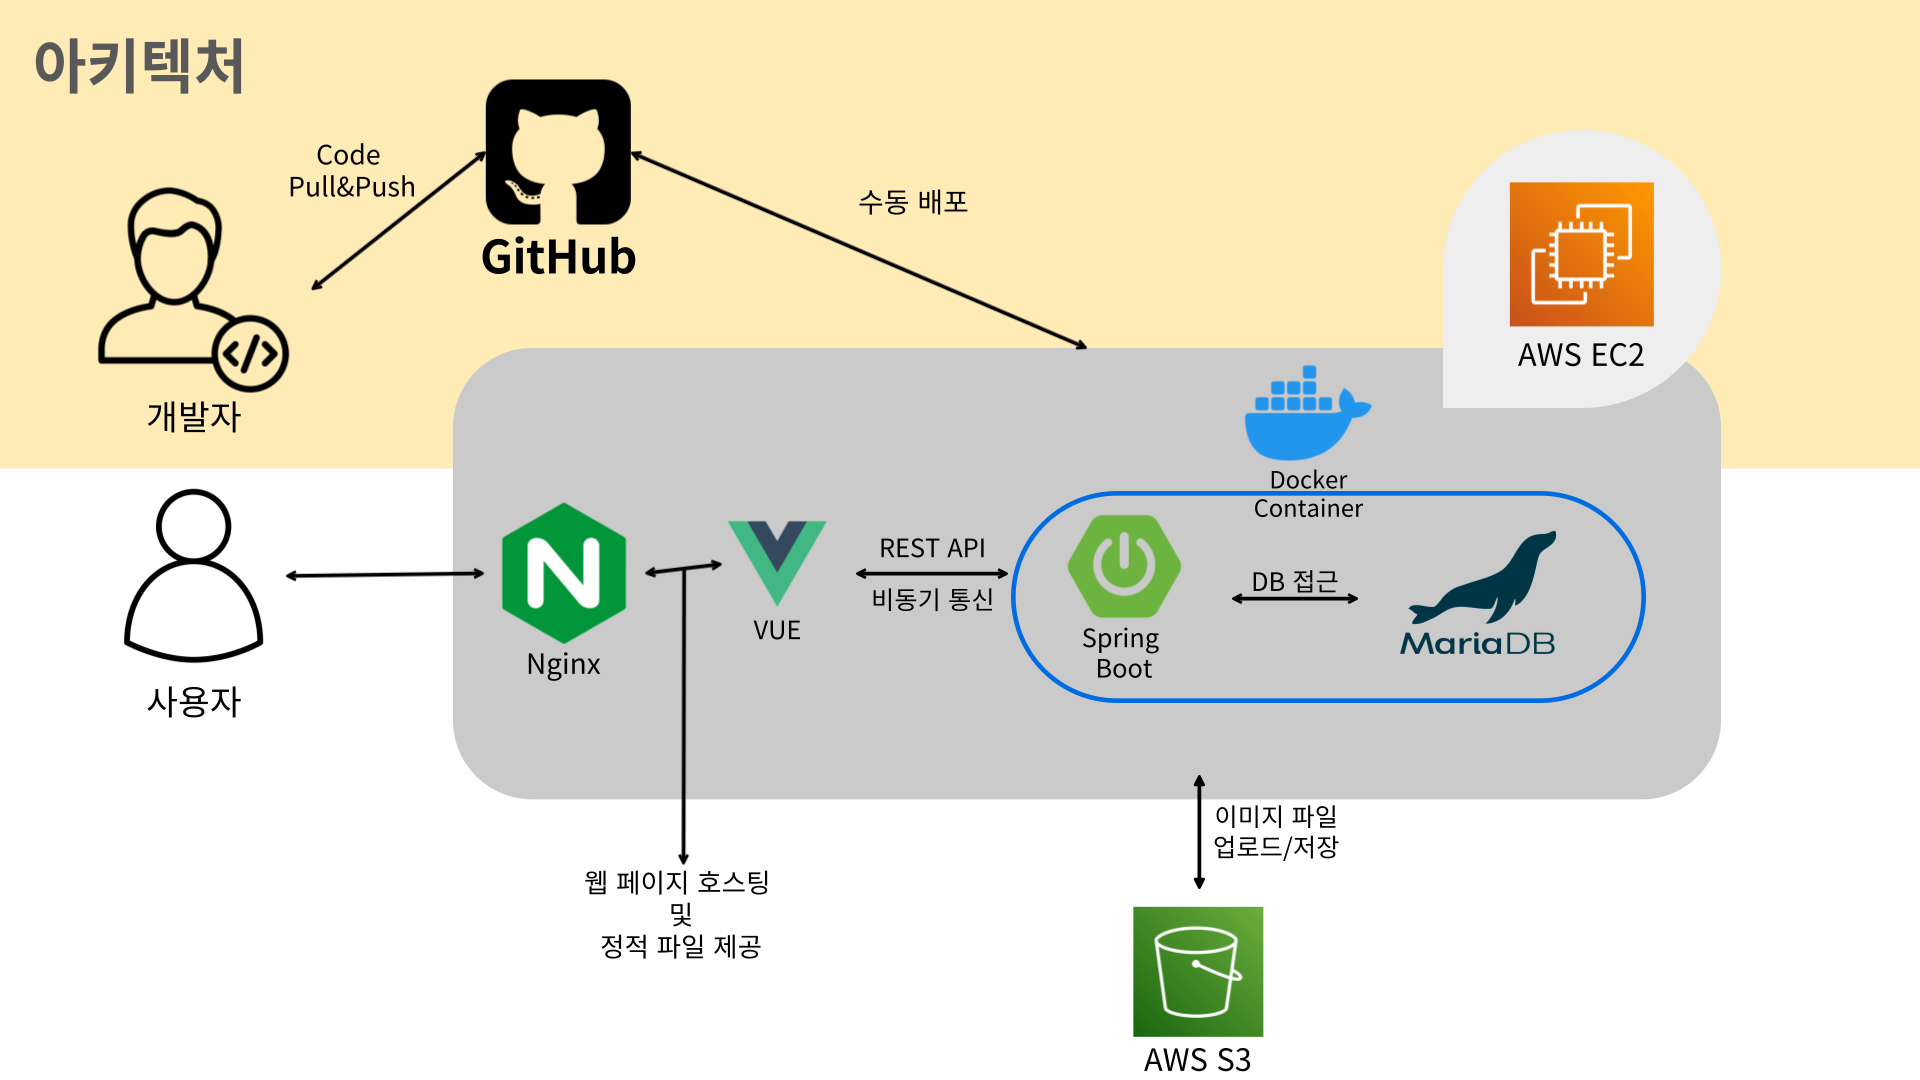 아키텍처
Code
Pull&Push
GitHub
수동 배포
AWS EC2
개발자
Docker
Container
사용자
Nginx
VUE
REST API
비동기 통신
Spring
Boot
DB 접근
MariaDB
이미지 파일
업로드/저장
웹 페이지 호스팅
및
정적 파일 제공
AWS S3